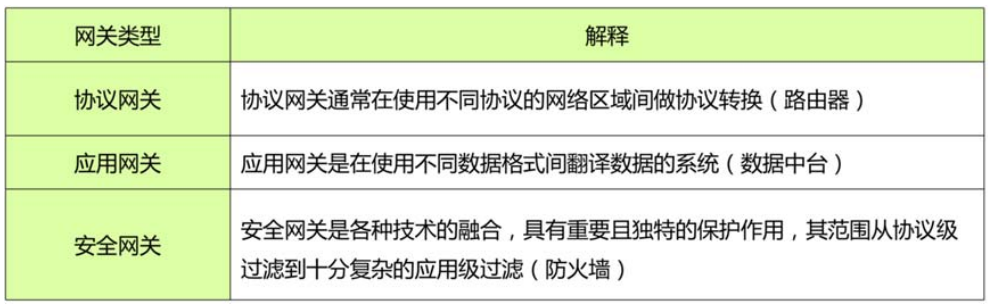 网关类型
解释
协议网关
协议网关通常在使用不同协议的网络区域间做协议转换（路由器）
应用网关
应用网关是在使用不同数据格式间翻译数据的系统（数据中台）
安全网关
安全网关是各种技术的融合，具有重要且独特的保护作用，其范围从协议级
过滤到十分复杂的应用级过滤（防火墙）